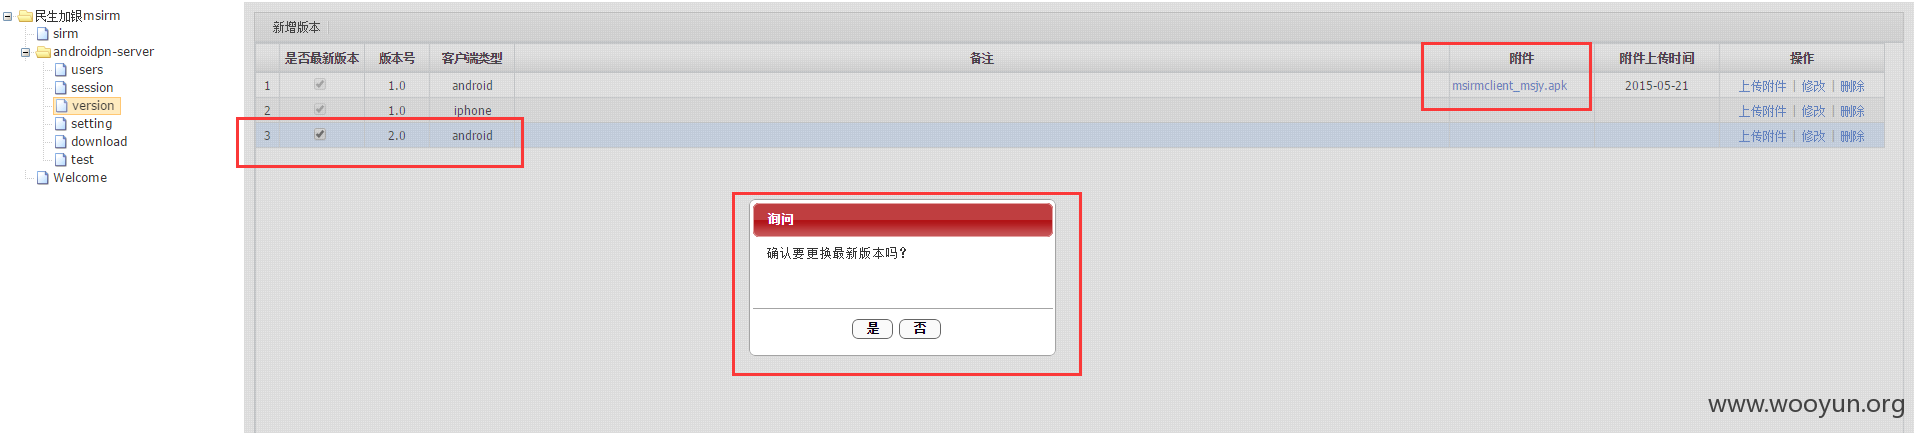 民生加银msirm
sirm
androidpn-server
users
session
version
setting
download
test
Welcome
新增版本
是否最新版本 版本号 客户端类型 备注 附件 附件上传时间 操作
1 1.0 android msirmclient_msjy.apk 2015-05-21 上传附件 | 修改 | 删除
2 1.0 iphone 上传附件 | 修改 | 删除
3 2.0 android 上传附件 | 修改 | 删除
询问
确认要更换最新版本吗?
是 否
www.wooyun.org